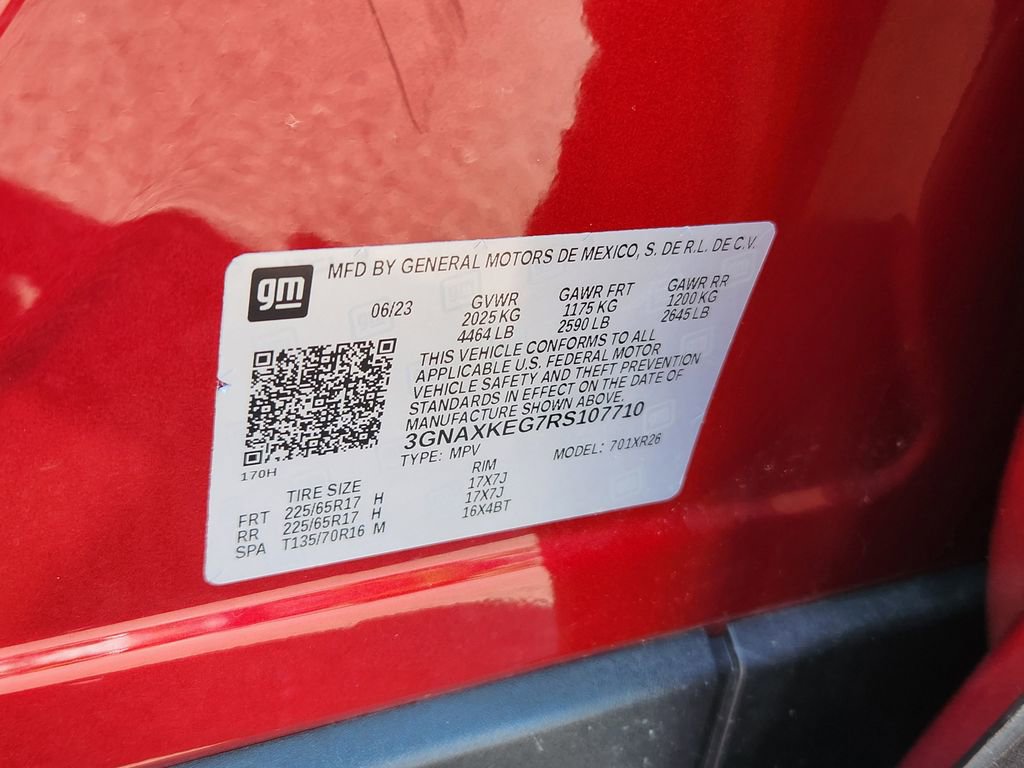 gm
MFD BY GENERAL MOTORS DE MEXICO, S. DE R.L. DE C.V.
06/23 GVWR GAWR FRT GAWR RR
2025 KG 1175 KG 1200 KG
4464 LB 2590 LB 2645 LB
THIS VEHICLE CONFORMS TO ALL
APPLICABLE U.S. FEDERAL MOTOR
VEHICLE SAFETY AND THEFT PREVENTION
STANDARDS IN EFFECT ON THE DATE OF
MANUFACTURE SHOWN ABOVE.
3GNAXKEG7RS107710
TYPE: MPV MODEL: 701XR26
170H
TIRE SIZE RIM
FRT 225/65R17 H 17X7J
RR 225/65R17 H 17X7J
SPA T135/70R16 M 16X4BT